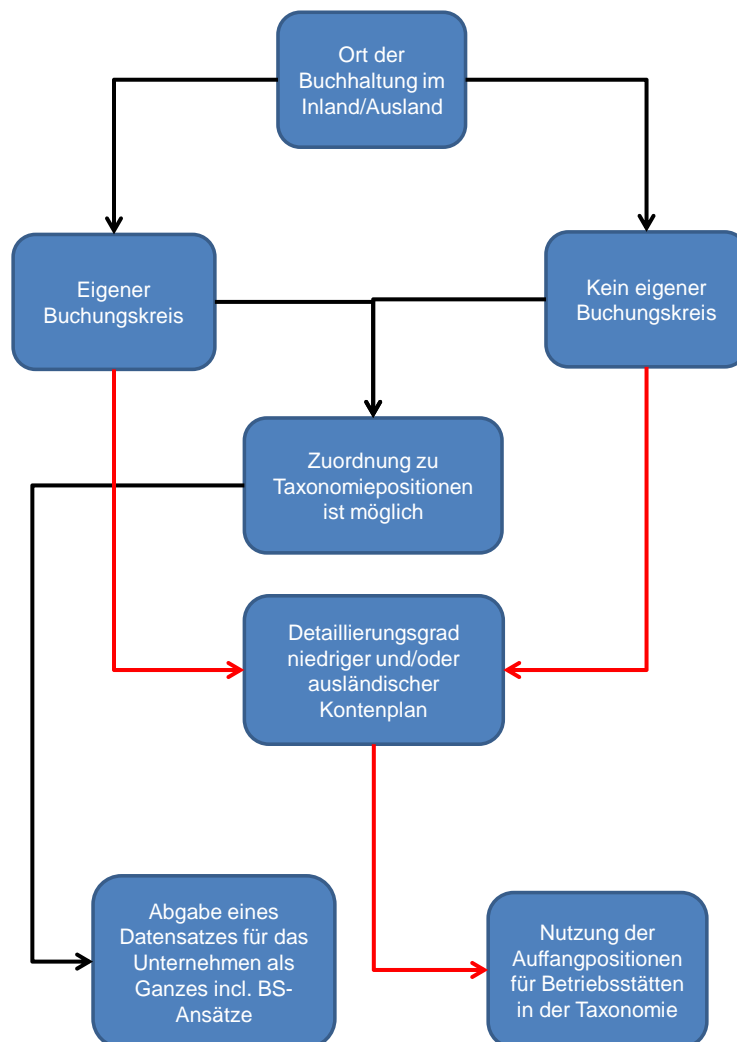 Ort der
Buchhaltung im
Inland/Ausland
Eigener
Buchungskreis
Kein eigener
Buchungskreis
Zuordnung zu
Taxonomiepositionen
ist möglich
Detaillierungsgrad
niedriger und/oder
ausländischer
Kontenplan
Abgabe eines
Datensatzes für das
Unternehmen als
Ganzes incl. BS-
Ansätze
Nutzung der
Auffangpositionen
für Betriebsstätten
in der Taxonomie